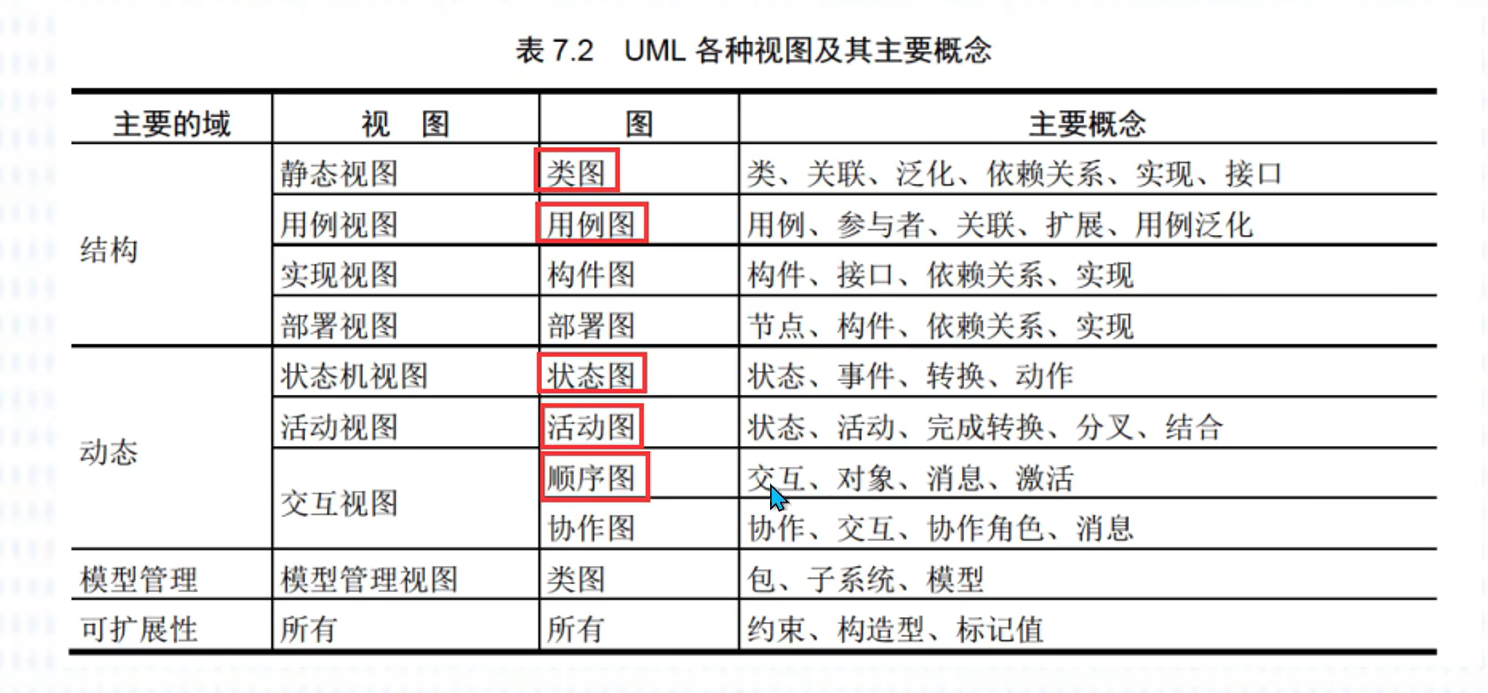 表 7.2 UML 各种视图及其主要概念
主要的域 视 图 图 主要概念
结构 静态视图 类图 类、关联、泛化、依赖关系、实现、接口
用例视图 用例图 用例、参与者、关联、扩展、用例泛化
实现视图 构件图 构件、接口、依赖关系、实现
部署视图 部署图 节点、构件、依赖关系、实现
动态 状态机视图 状态图 状态、事件、转换、动作
活动视图 活动图 状态、活动、完成转换、分叉、结合
交互视图 顺序图 交互、对象、消息、激活
协作图 协作、交互、协作角色、消息
模型管理 模型管理视图 类图 包、子系统、模型
可扩展性 所有 所有 约束、构造型、标记值